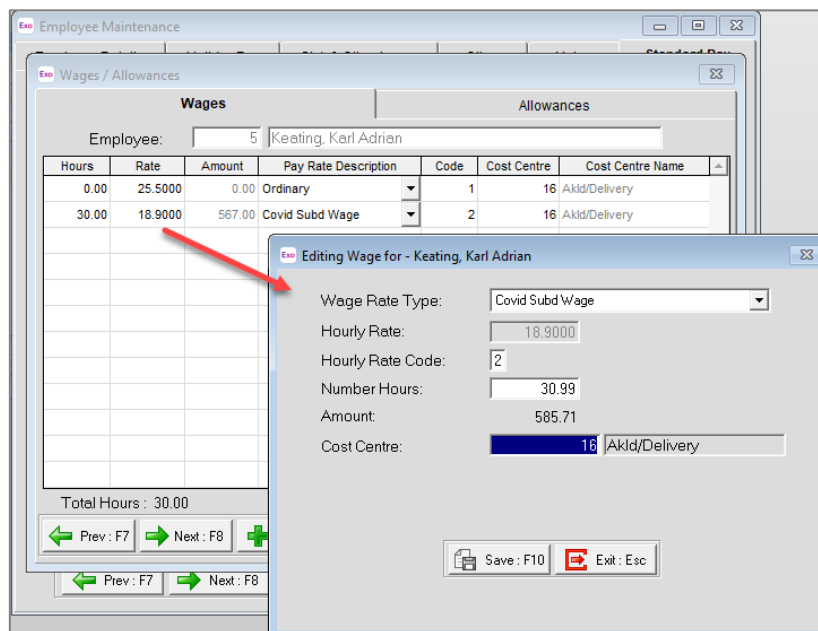 Exo Employee Maintenance
Standard Pay
Exo Wages / Allowances
Wages Allowances
Employee: 5 Keating, Karl Adrian
Hours Rate Amount Pay Rate Description Code Cost Centre Cost Centre Name
0.00 25.5000 0.00 Ordinary 1 16 Akld/Delivery
30.00 18.9000 567.00 Covid Subd Wage 2 16 Akld/Delivery
Exo Editing Wage for - Keating, Karl Adrian
Wage Rate Type: Covid Subd Wage
Hourly Rate: 18.9000
Hourly Rate Code: 2
Number Hours: 30.99
Amount: 585.71
Cost Centre: 16 Akld/Delivery
Total Hours : 30.00
Prev : F7 Next : F8
Save : F10 Exit : Esc
Prev : F7 Next : F8